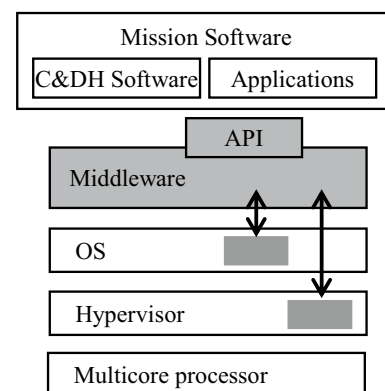 Mission Software
C&DH Software
Applications
API
Middleware
OS
Hypervisor
Multicore processor